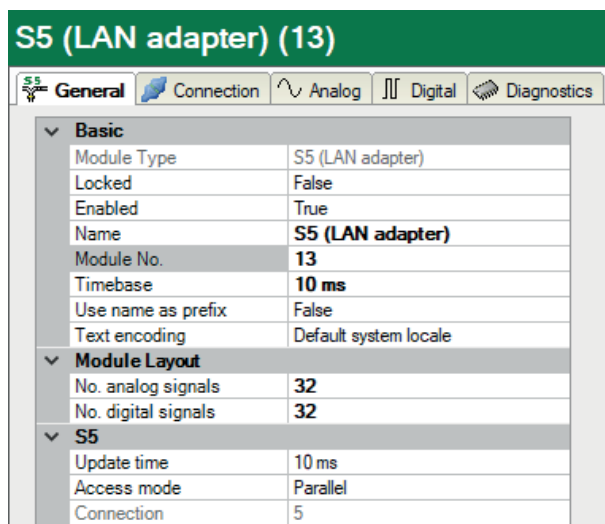 S5 (LAN adapter) (13)
S5 General Connection Analog Digital Diagnostics
Basic
Module Type S5 (LAN adapter)
Locked False
Enabled True
Name S5 (LAN adapter)
Module No. 13
Timebase 10 ms
Use name as prefix False
Text encoding Default system locale
Module Layout
No. analog signals 32
No. digital signals 32
S5
Update time 10 ms
Access mode Parallel
Connection 5